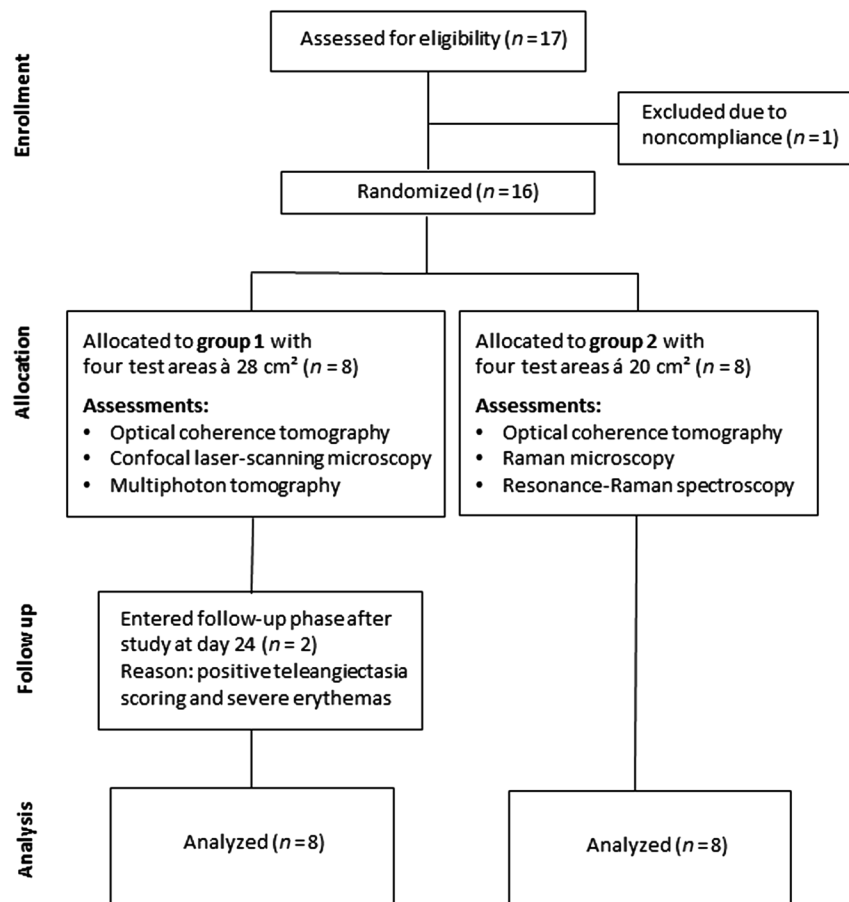 Enrollment
Assessed for eligibility (n = 17)
Excluded due to
noncompliance (n = 1)
Randomized (n = 16)
Allocation
Allocated to group 1 with
four test areas à 28 cm² (n = 8)
Assessments:
• Optical coherence tomography
• Confocal laser-scanning microscopy
• Multiphoton tomography
Allocated to group 2 with
four test areas á 20 cm² (n = 8)
Assessments:
• Optical coherence tomography
• Raman microscopy
• Resonance-Raman spectroscopy
Follow up
Entered follow-up phase after
study at day 24 (n = 2)
Reason: positive teleangiectasia
scoring and severe erythemas
Analysis
Analyzed (n = 8)
Analyzed (n = 8)